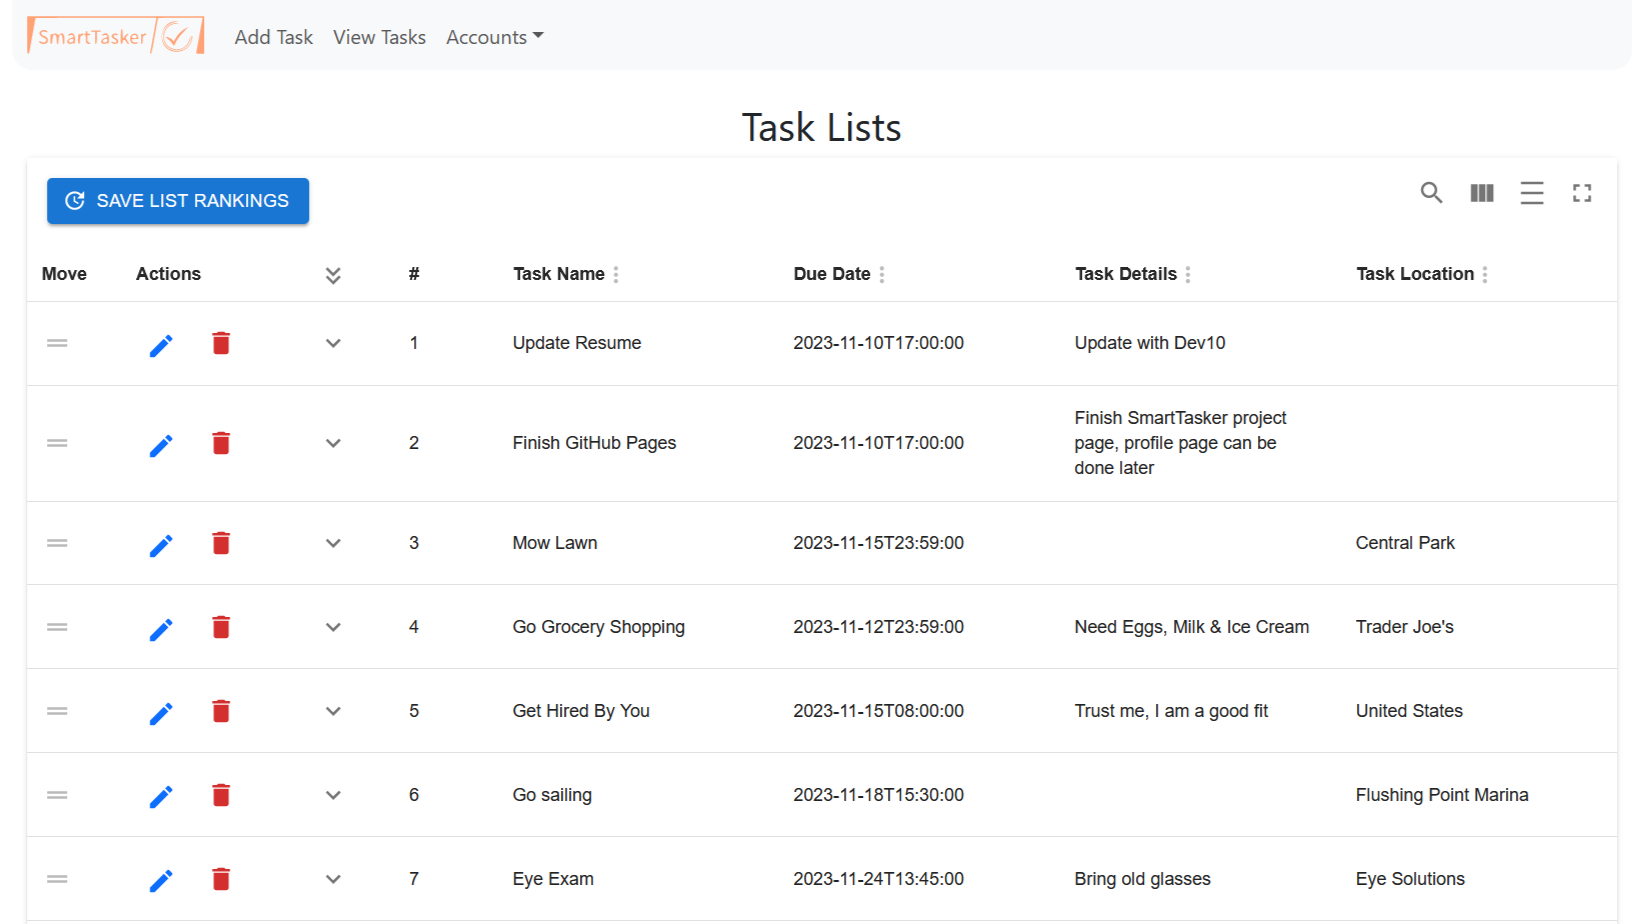 SmartTasker Add Task View Tasks Accounts
Task Lists
SAVE LIST RANKINGS
Move Actions # Task Name Due Date Task Details Task Location
1 Update Resume 2023-11-10T17:00:00 Update with Dev10
2 Finish GitHub Pages 2023-11-10T17:00:00 Finish SmartTasker project
page, profile page can be
done later
3 Mow Lawn 2023-11-15T23:59:00 Central Park
4 Go Grocery Shopping 2023-11-12T23:59:00 Need Eggs, Milk & Ice Cream Trader Joe's
5 Get Hired By You 2023-11-15T08:00:00 Trust me, I am a good fit United States
6 Go sailing 2023-11-18T15:30:00 Flushing Point Marina
7 Eye Exam 2023-11-24T13:45:00 Bring old glasses Eye Solutions